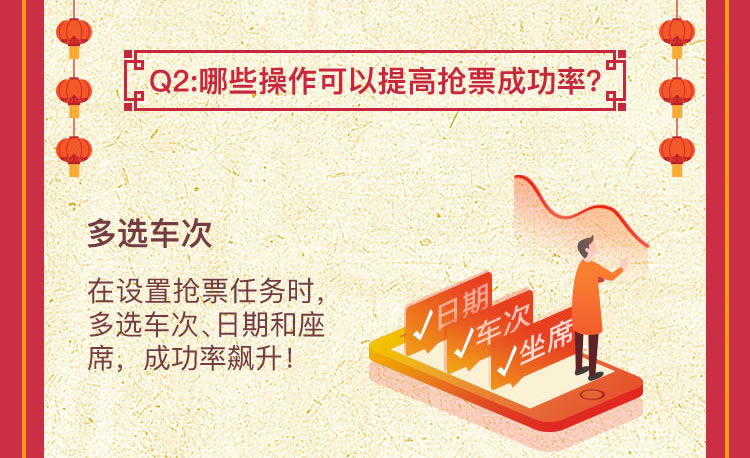 Q2:哪些操作可以提高抢票成功率?
多选车次
在设置抢票任务时,
多选车次、日期和座
席，成功率飙升！
日期
车次
坐席